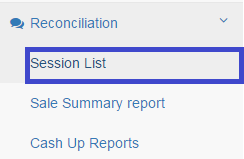 Reconciliation
Session List
Sale Summary report
Cash Up Reports